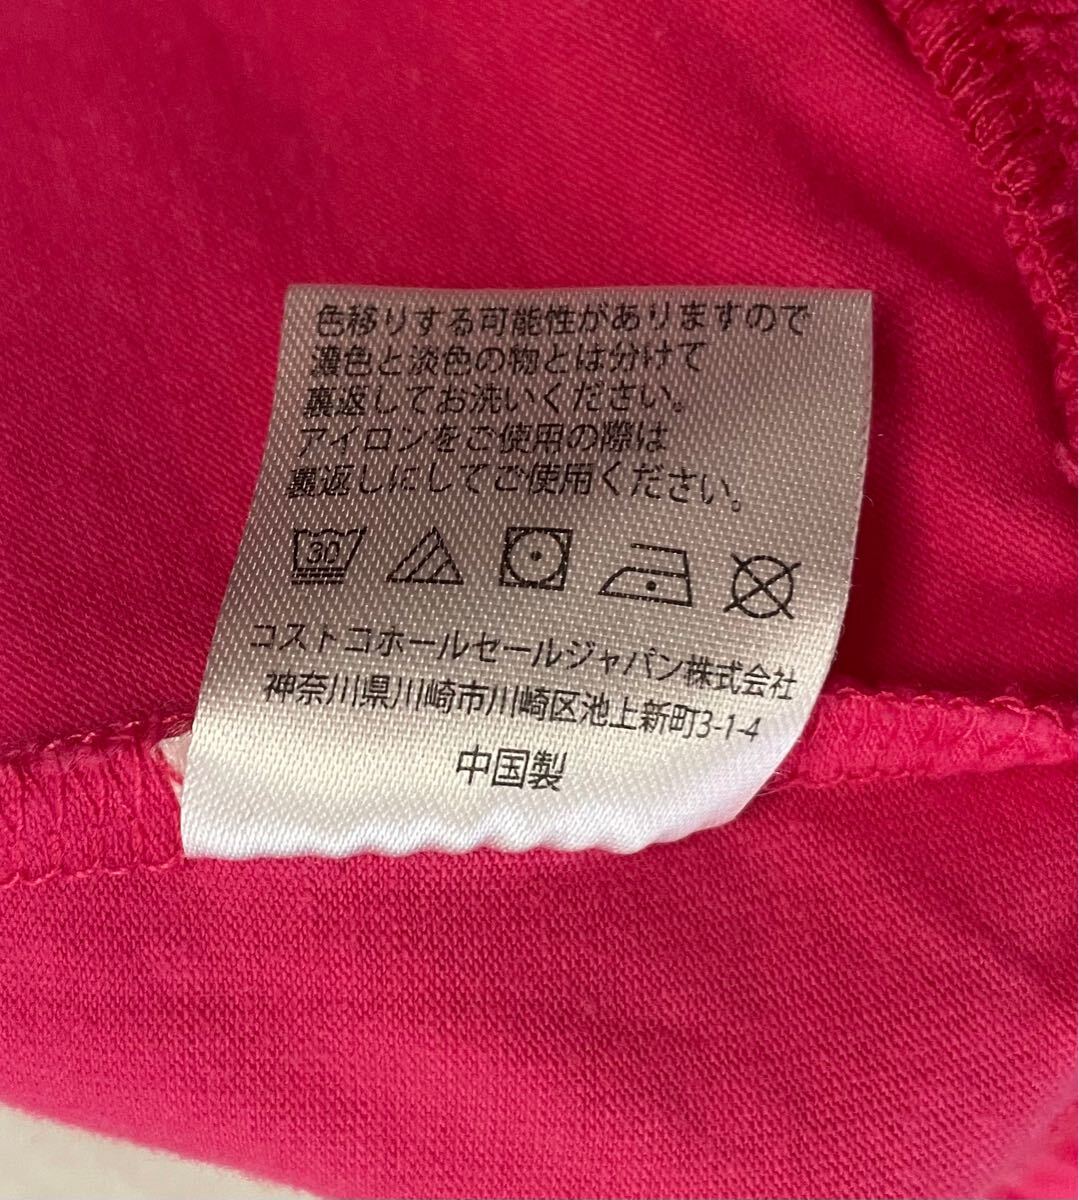 色移りする可能性がありますので
濃色と淡色の物とは分けて
裏返してお洗いください。
アイロンをご使用の際は
裏返しにしてご使用ください。
30
コストコホールセールジャパン株式会社
神奈川県川崎市川崎区池上新町3-1-4
中国製